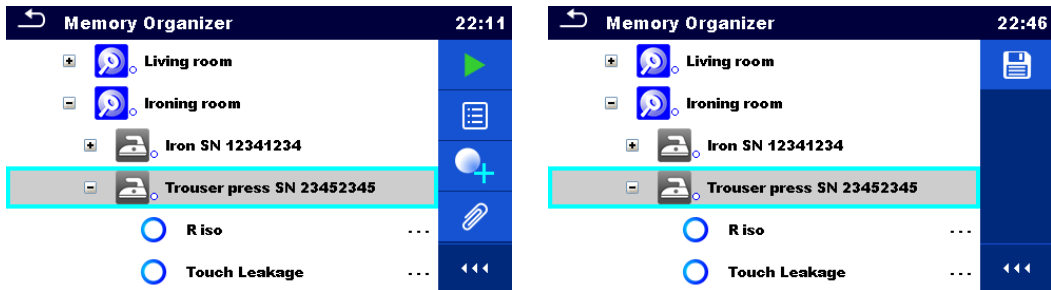 Memory Organizer 22:11
Living room
Ironing room
Iron SN 12341234
Trouser press SN 23452345
R iso ...
Touch Leakage ...
Memory Organizer 22:46
Living room
Ironing room
Iron SN 12341234
Trouser press SN 23452345
R iso ...
Touch Leakage ...